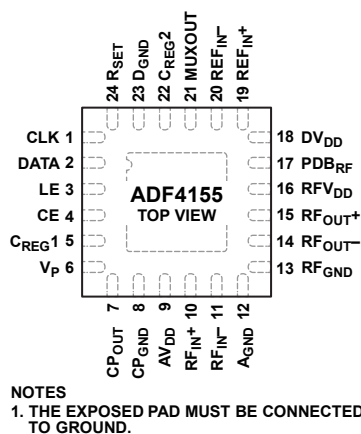 24 RSET
23 DGND
22 CREG2
21 MUXOUT
20 REFIN−
19 REFIN+
CLK 1
DATA 2
LE 3
CE 4
CREG1 5
VP 6
ADF4155
TOP VIEW
18 DVDD
17 PDBRF
16 RFVDD
15 RFOUT+
14 RFOUT−
13 RFGND
CPOUT 7
CPGND 8
AVDD 9
RFIN+ 10
RFIN− 11
AGND 12
NOTES
1. THE EXPOSED PAD MUST BE CONNECTED
TO GROUND.